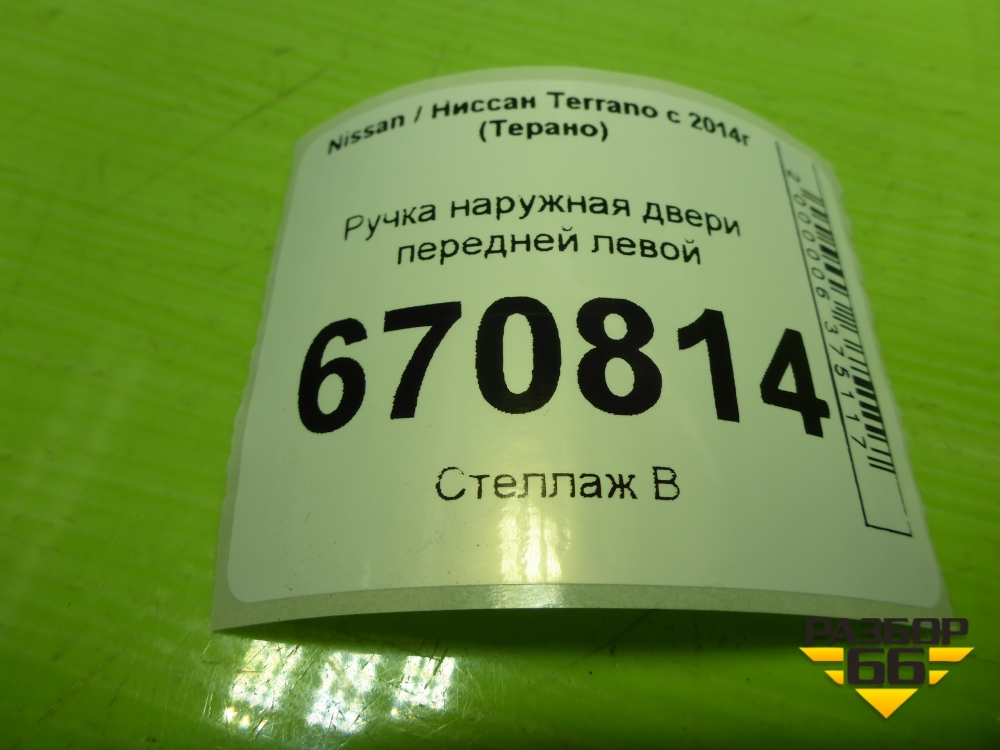 Nissan / Ниссан Terrano с 2014г
(Терано)
Ручка наружная двери
передней левой
670814
Стеллаж В
2000006375117
РАЗБОР
66